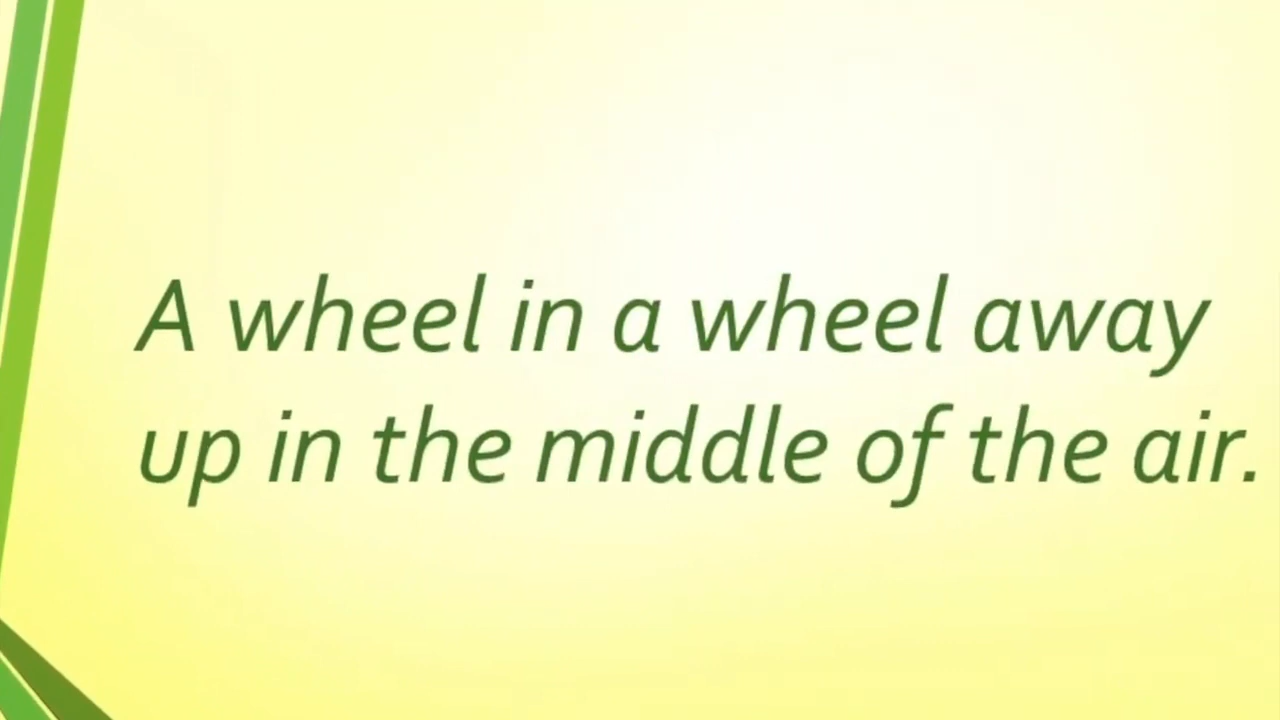 A wheel in a wheel away
up in the middle of the air.